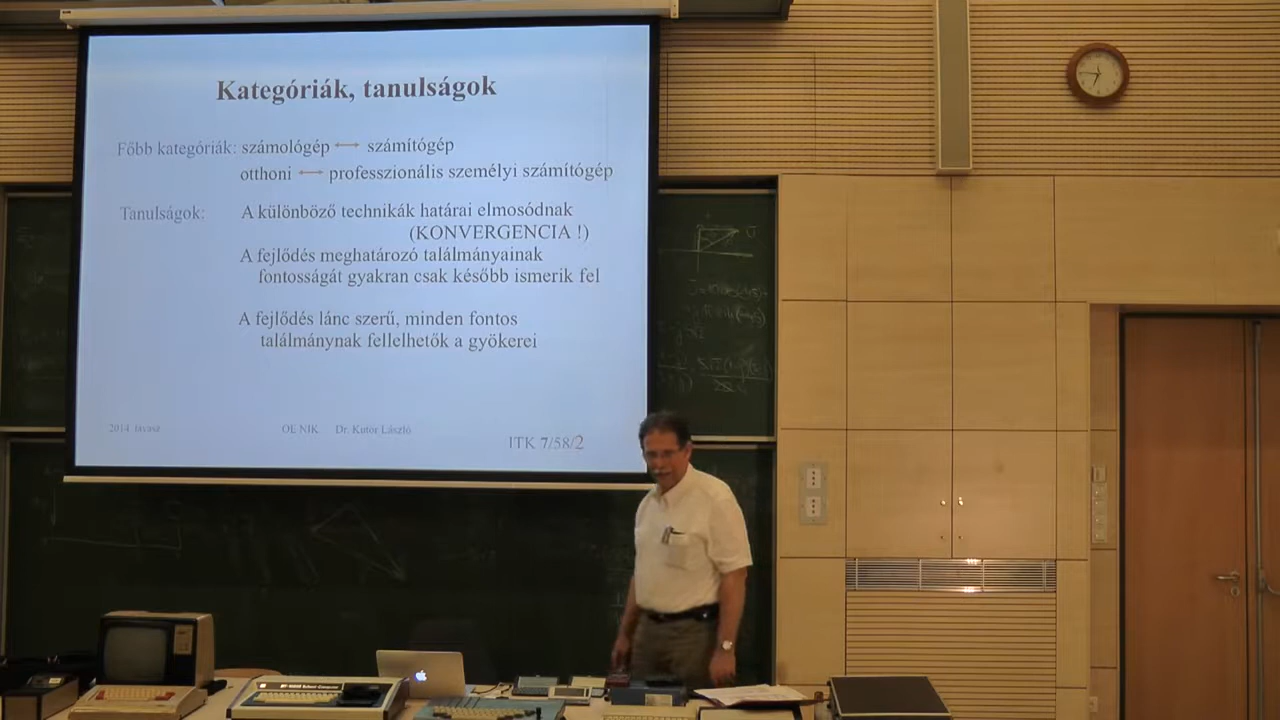 Kategóriák, tanulságok
Főbb kategóriák: számológép ⟷ számítógép
otthoni ⟷ professzionális személyi számítógép
Tanulságok: A különböző technikák határai elmosódnak
(KONVERGENCIA !)
A fejlődés meghatározó találmányainak
fontosságát gyakran csak később ismerik fel
A fejlődés lánc szerű, minden fontos
találmánynak fellelhetők a gyökerei
2014 tavasz OE NIK Dr. Kutor László ITK 7/58/2
School Computer